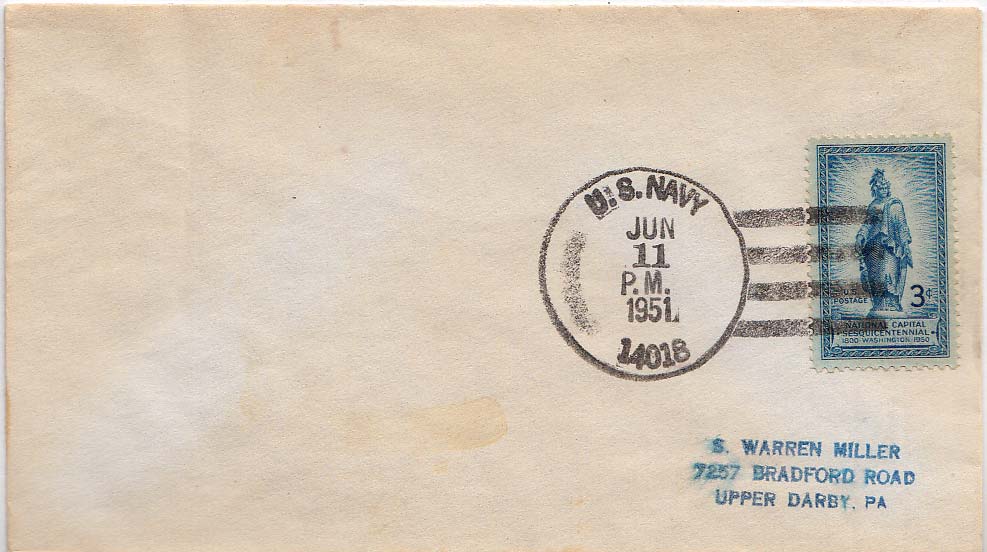 U.S. NAVY
JUN
11
P.M.
1951
14018
U.S.
POSTAGE
3¢
NATIONAL CAPITAL
SESQUICENTENNIAL
1800-WASHINGTON-1950
S. WARREN MILLER
7257 BRADFORD ROAD
UPPER DARBY, PA